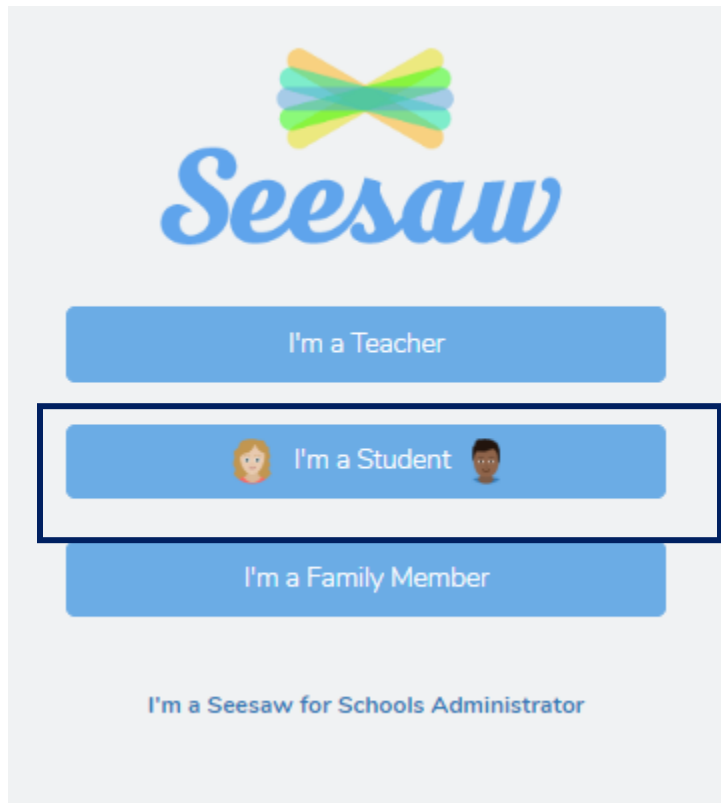 Seesaw
I'm a Teacher
I'm a Student
I'm a Family Member
I'm a Seesaw for Schools Administrator